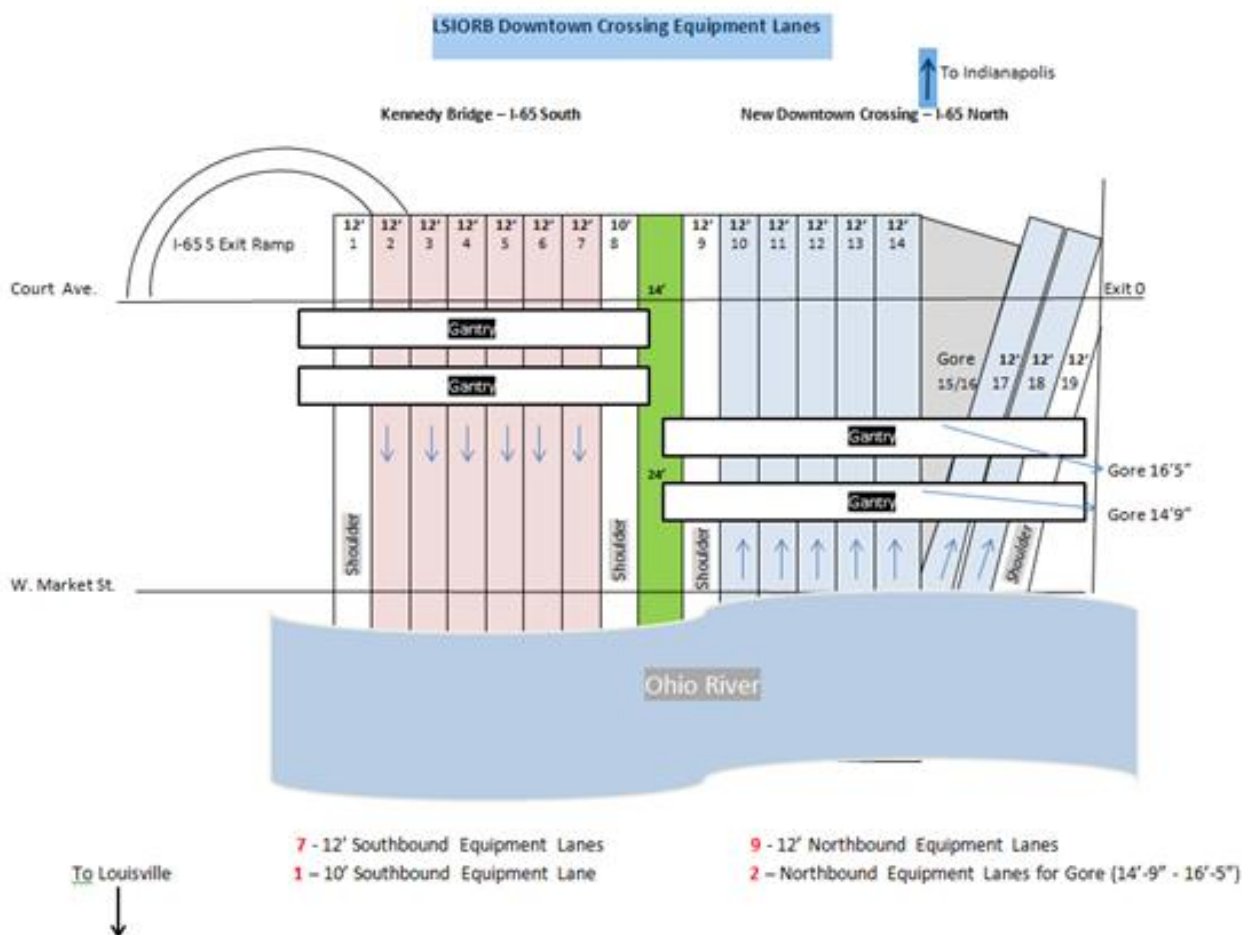 LSIORB Downtown Crossing Equipment Lanes
To Indianapolis
Kennedy Bridge – I-65 South
New Downtown Crossing – I-65 North
12' 12' 12' 12' 12' 12' 12' 10' 12' 12' 12' 12' 12' 12'
1 2 3 4 5 6 7 8 9 10 11 12 13 14
I-65 S Exit Ramp
Court Ave.
14'
Exit 0
Gantry
Gore 12' 12' 12'
15/16 17 18 19
Gantry
Gantry
Gore 16'5"
24'
Gantry
Gore 14'9"
Shoulder
Shoulder
Shoulder
Shoulder
W. Market St.
Ohio River
7 - 12' Southbound Equipment Lanes
1 – 10' Southbound Equipment Lane
9 - 12' Northbound Equipment Lanes
2 – Northbound Equipment Lanes for Gore (14'-9" - 16'-5")
To Louisville